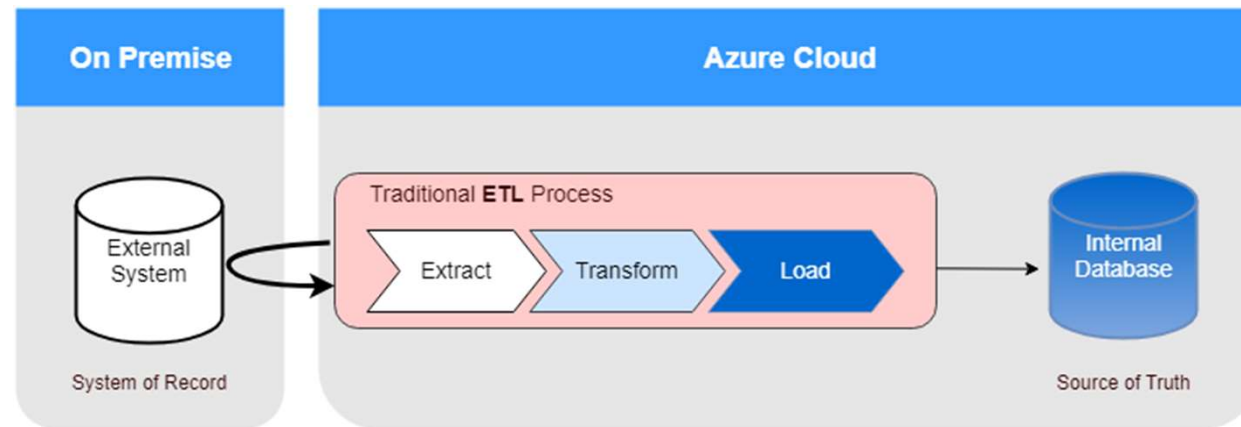 On Premise
Azure Cloud
Traditional ETL Process
External
System
Extract
Transform
Load
Internal
Database
System of Record
Source of Truth